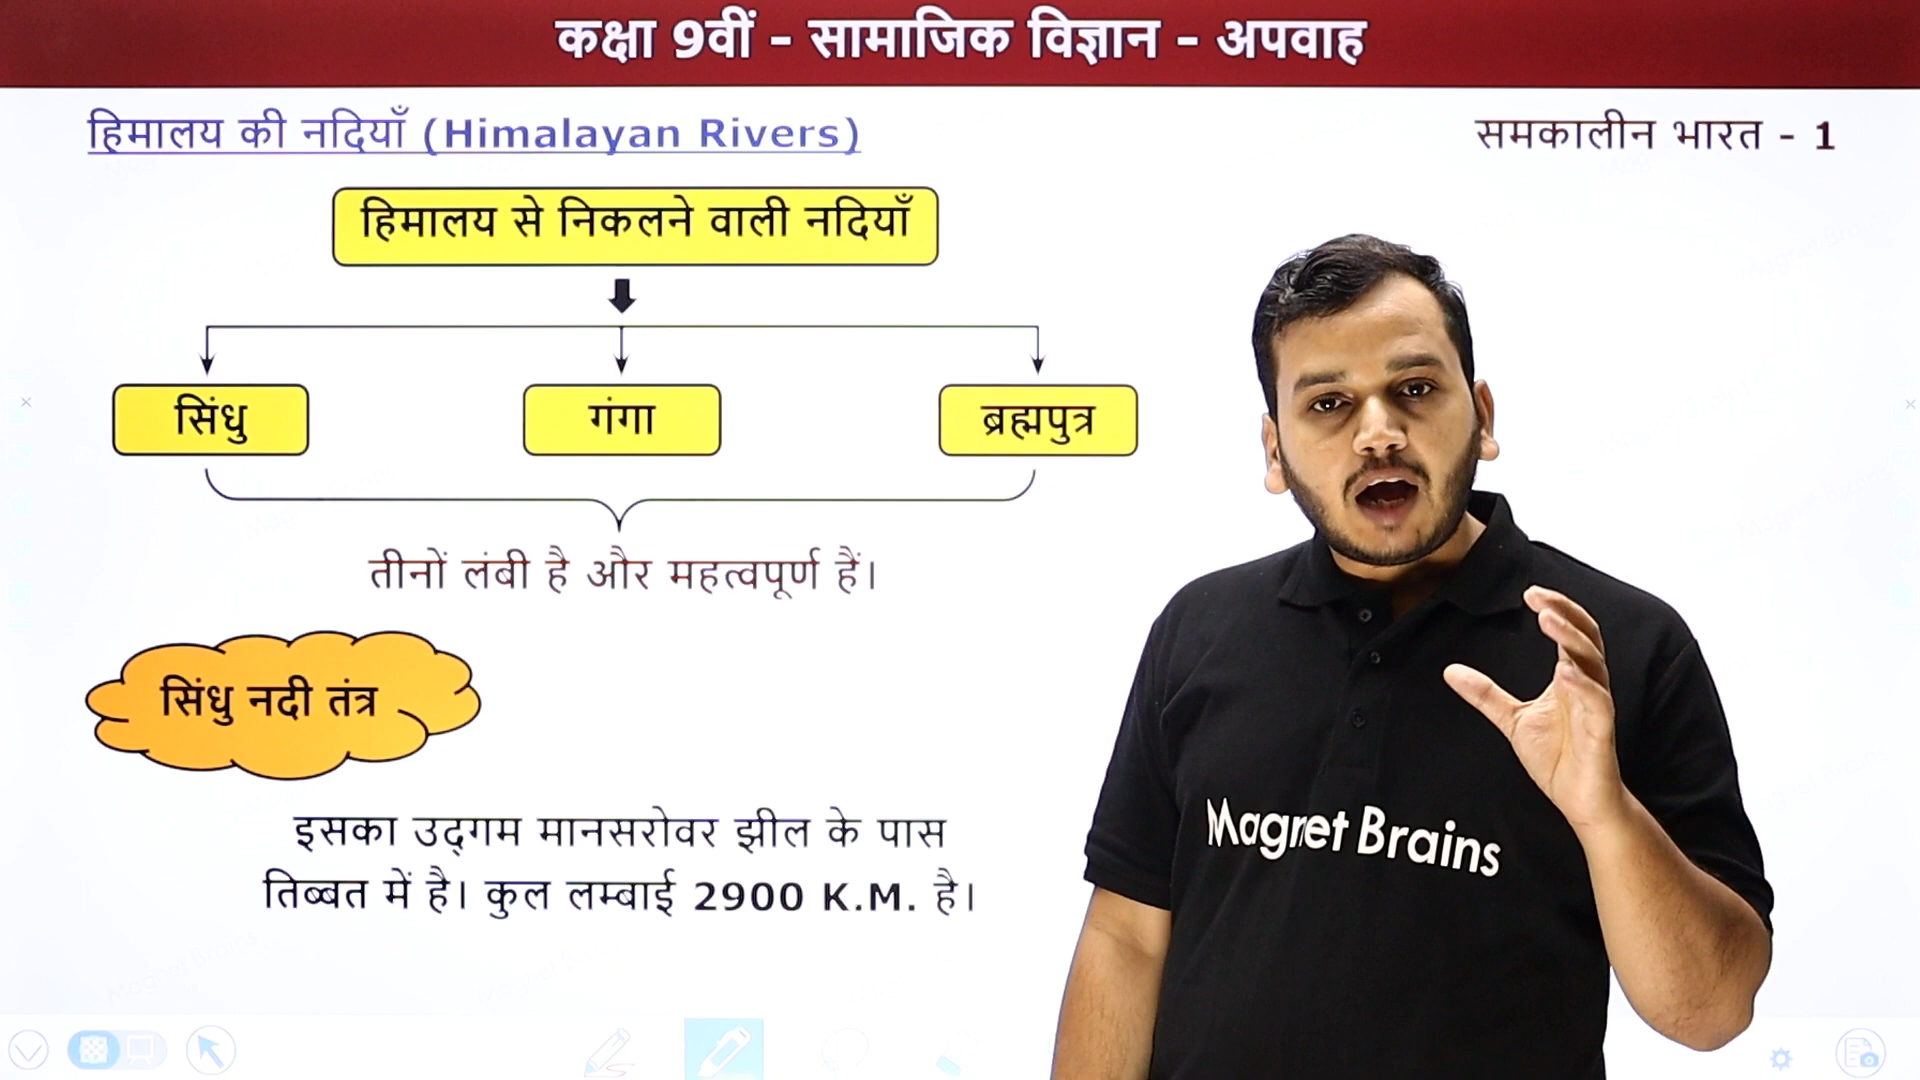 कक्षा 9वीं - सामाजिक विज्ञान - अपवाह
हिमालय की नदियाँ (Himalayan Rivers)
समकालीन भारत - 1
हिमालय से निकलने वाली नदियाँ
सिंधु
गंगा
ब्रह्मपुत्र
तीनों लंबी है और महत्वपूर्ण हैं।
सिंधु नदी तंत्र
इसका उद्गम मानसरोवर झील के पास
तिब्बत में है। कुल लम्बाई 2900 K.M. है।
Magnet Brains